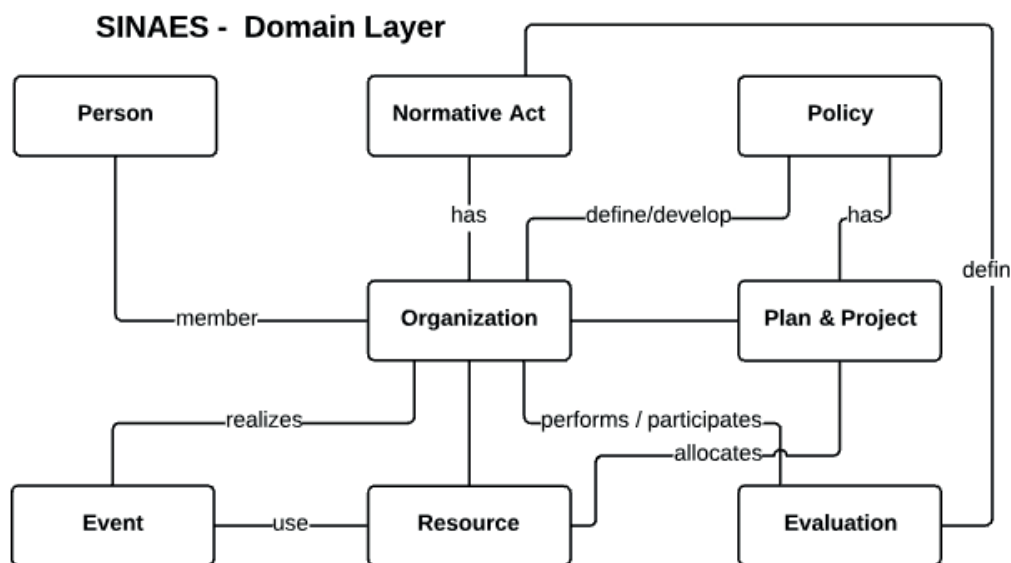 SINAES - Domain Layer
Person
Normative Act
Policy
has
define/develop
has
defin
member
Organization
Plan & Project
realizes
performs / participates
allocates
Event
use
Resource
Evaluation